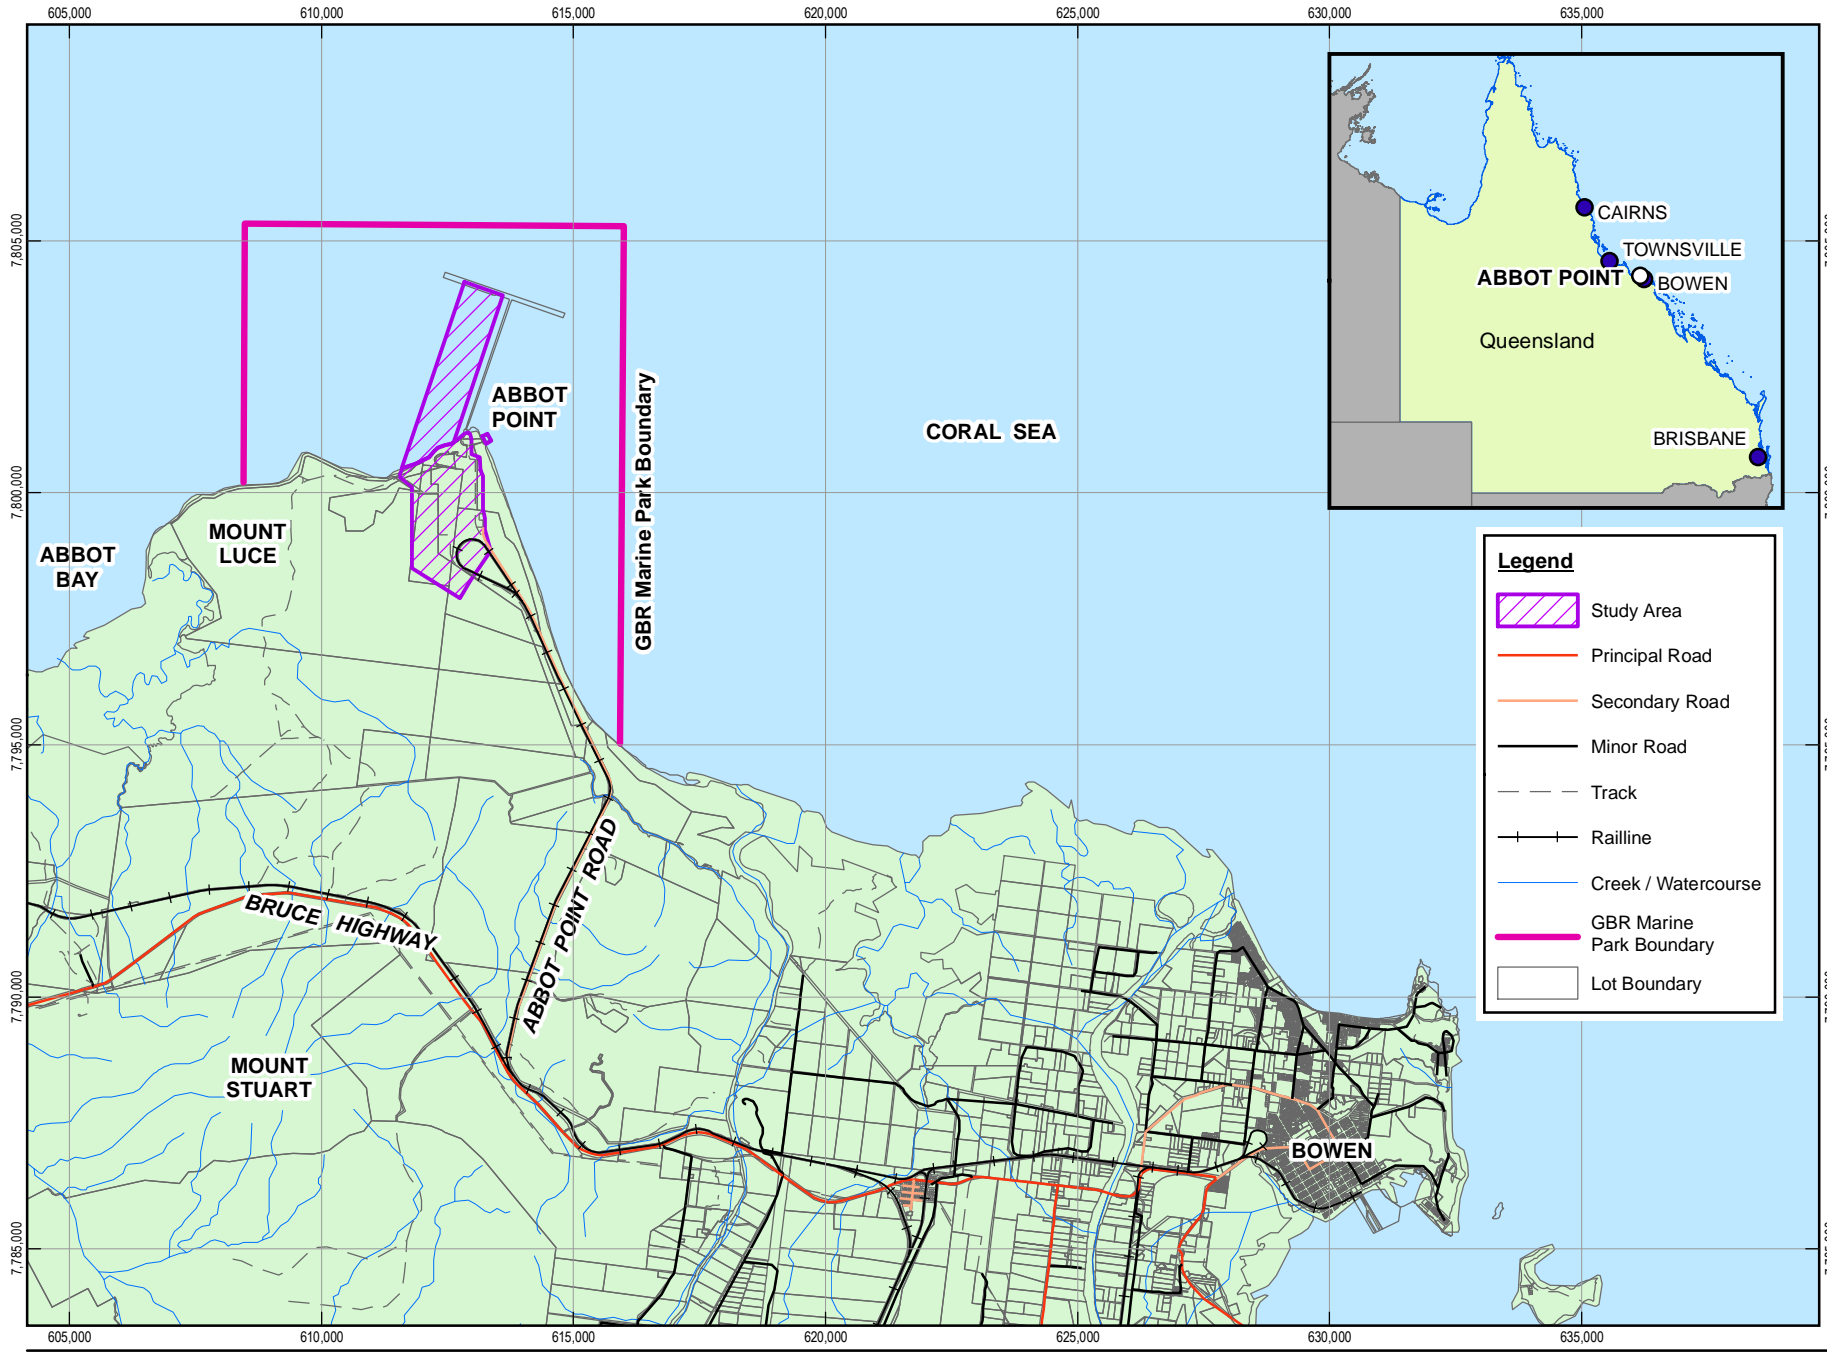 605,000
610,000
615,000
620,000
625,000
630,000
635,000
7,805,000
7,800,000
7,795,000
7,790,000
7,785,000
CAIRNS
TOWNSVILLE
ABBOT POINT
BOWEN
Queensland
BRISBANE
ABBOT
POINT
CORAL SEA
GBR Marine Park Boundary
MOUNT
LUCE
ABBOT
BAY
Legend
Study Area
Principal Road
Secondary Road
Minor Road
Track
Railline
Creek / Watercourse
GBR Marine
Park Boundary
Lot Boundary
BRUCE HIGHWAY
ABBOT POINT ROAD
MOUNT
STUART
BOWEN
605,000
610,000
615,000
620,000
625,000
630,000
635,000